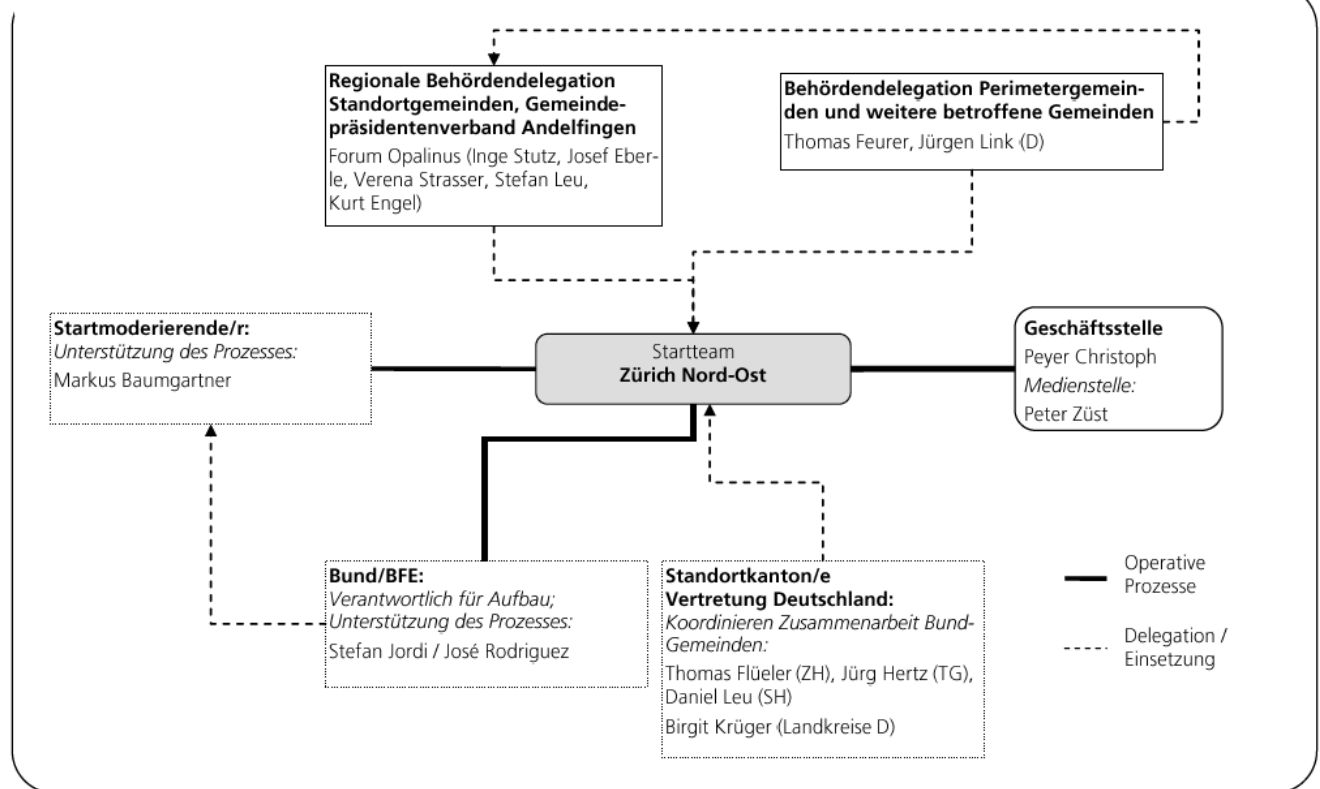 Regionale Behördendelegation
Standortgemeinden, Gemeinde-
präsidentenverband Andelfingen
Forum Opalinus (Inge Stutz, Josef Eber-
le, Verena Strasser, Stefan Leu,
Kurt Engel)
Behördendelegation Perimetergemein-
den und weitere betroffene Gemeinden
Thomas Feurer, Jürgen Link (D)
Startmoderierende/r:
Unterstützung des Prozesses:
Markus Baumgartner
Startteam
Zürich Nord-Ost
Geschäftsstelle
Peyer Christoph
Medienstelle:
Peter Züst
Bund/BFE:
Verantwortlich für Aufbau;
Unterstützung des Prozesses:
Stefan Jordi / José Rodriguez
Standortkanton/e
Vertretung Deutschland:
Koordinieren Zusammenarbeit Bund-
Gemeinden:
Thomas Flüeler (ZH), Jürg Hertz (TG),
Daniel Leu (SH)
Birgit Krüger (Landkreise D)
Operative
Prozesse
Delegation /
Einsetzung